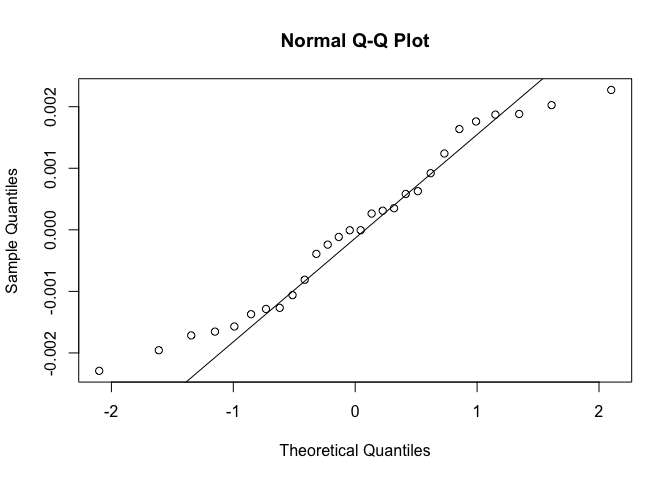 Normal Q-Q Plot
0.002
0.001
0.000
-0.001
-0.002
Sample Quantiles
-2 -1 0 1 2
Theoretical Quantiles